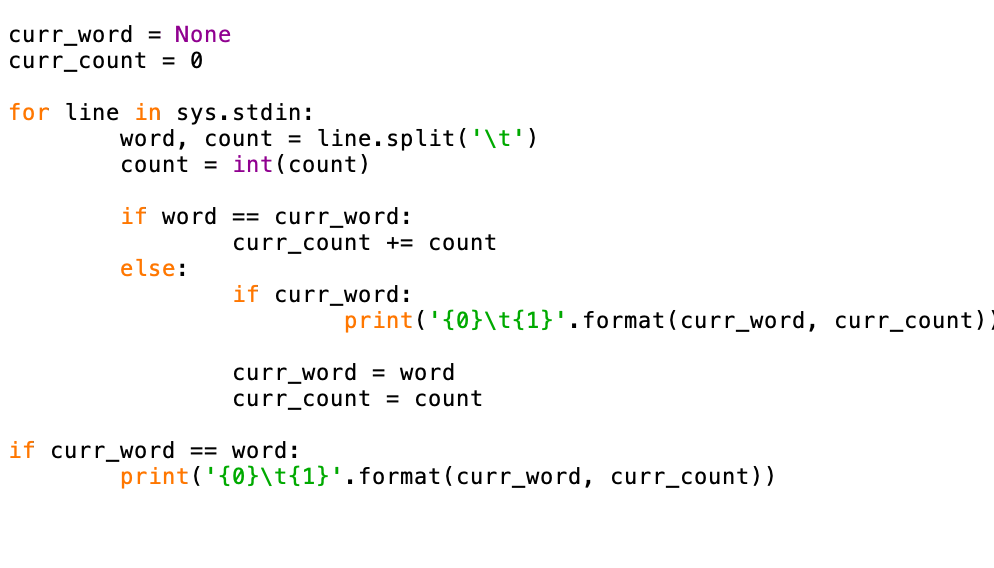 curr_word = None
curr_count = 0
for line in sys.stdin:
word, count = line.split('\t')
count = int(count)
if word == curr_word:
curr_count += count
else:
if curr_word:
print('{0}\t{1}'.format(curr_word, curr_count))
curr_word = word
curr_count = count
if curr_word == word:
print('{0}\t{1}'.format(curr_word, curr_count))